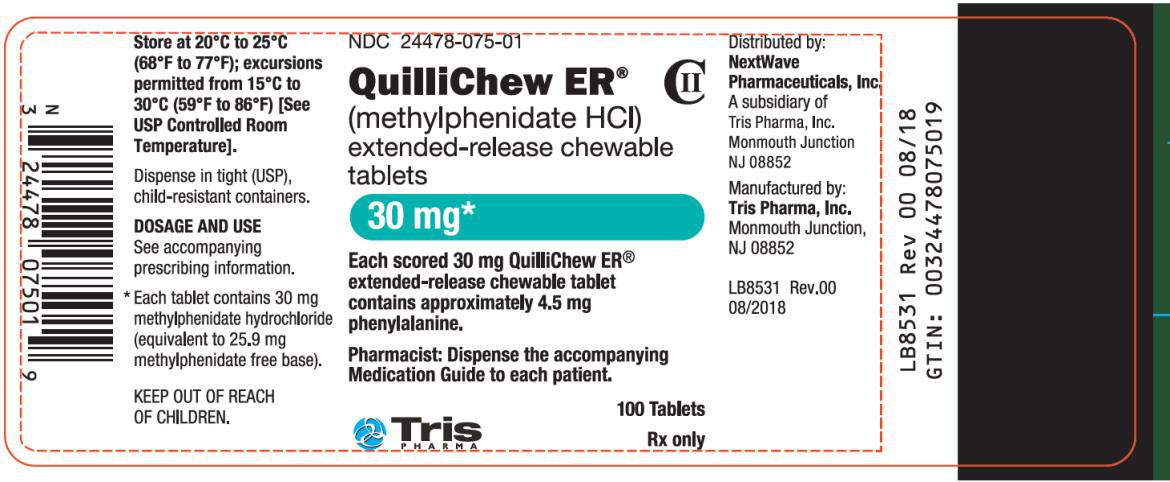 N
3
24478
07501
9
Store at 20°C to 25°C
(68°F to 77°F); excursions
permitted from 15°C to
30°C (59°F to 86°F) [See
USP Controlled Room
Temperature].
Dispense in tight (USP),
child-resistant containers.
DOSAGE AND USE
See accompanying
prescribing information.
* Each tablet contains 30 mg
methylphenidate hydrochloride
(equivalent to 25.9 mg
methylphenidate free base).
KEEP OUT OF REACH
OF CHILDREN.
NDC 24478-075-01
QuilliChew ER®
CII
(methylphenidate HCl)
extended-release chewable
tablets
30 mg*
Each scored 30 mg QuilliChew ER®
extended-release chewable tablet
contains approximately 4.5 mg
phenylalanine.
Pharmacist: Dispense the accompanying
Medication Guide to each patient.
100 Tablets
Tris
PHARMA
Rx only
Distributed by:
NextWave
Pharmaceuticals, Inc.
A subsidiary of
Tris Pharma, Inc.
Monmouth Junction
NJ 08852
Manufactured by:
Tris Pharma, Inc.
Monmouth Junction,
NJ 08852
LB8531 Rev.00
08/2018
LB8531 Rev 00 08/18
GTIN: 00324478075019